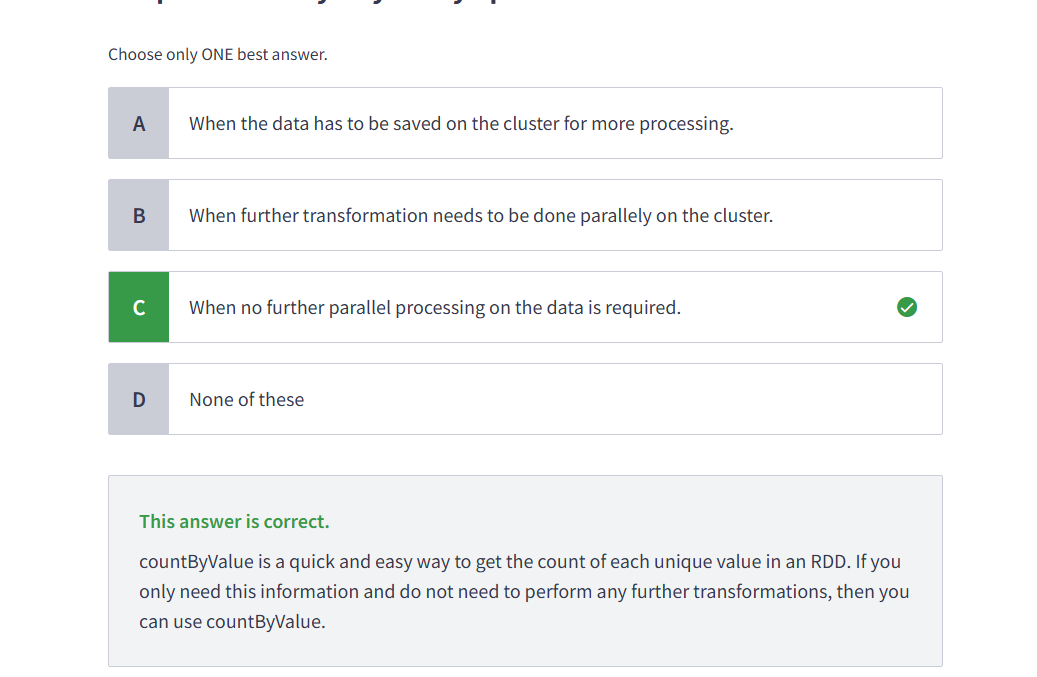 Choose only ONE best answer.
A
When the data has to be saved on the cluster for more processing.
B
When further transformation needs to be done parallely on the cluster.
C
When no further parallel processing on the data is required.
D
None of these
This answer is correct.
countByValue is a quick and easy way to get the count of each unique value in an RDD. If you
only need this information and do not need to perform any further transformations, then you
can use countByValue.